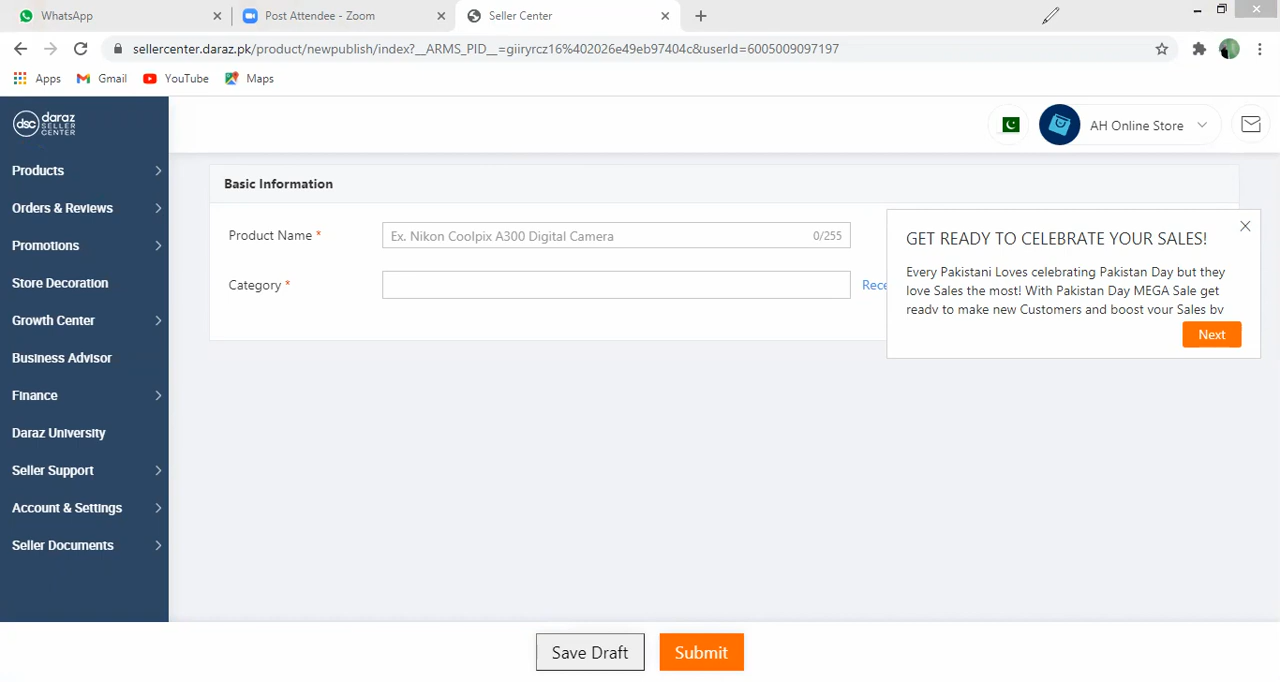 WhatsApp
Post Attendee - Zoom
Seller Center
sellercenter.daraz.pk/product/newpublish/index?__ARMS_PID__=giiryrcz16%402026e49eb97404c&userId=6005009097197
Apps
Gmail
YouTube
Maps
dsc daraz
SELLER
CENTER
AH Online Store
Products
Orders & Reviews
Promotions
Store Decoration
Growth Center
Business Advisor
Finance
Daraz University
Seller Support
Account & Settings
Seller Documents
Basic Information
Product Name *
Ex. Nikon Coolpix A300 Digital Camera
0/255
Category *
Rece
GET READY TO CELEBRATE YOUR SALES!
Every Pakistani Loves celebrating Pakistan Day but they
love Sales the most! With Pakistan Day MEGA Sale get
ready to make new Customers and boost your Sales by
Next
Save Draft
Submit